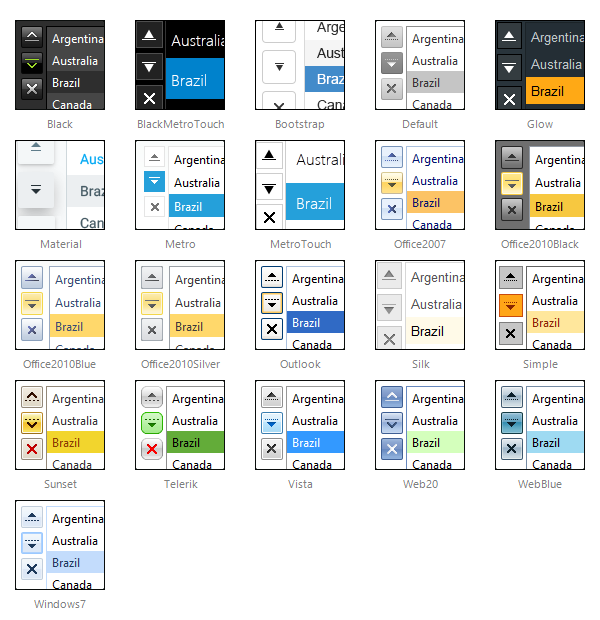 Argentina
Australia
Brazil
Canada
Black
Australia
Brazil
BlackMetroTouch
Argen
Austr
Braz
Cana
Bootstrap
Argentina
Australia
Brazil
Canada
Default
Argentina
Australia
Brazil
Glow
Aus
Braz
Can
Material
Argentina
Australia
Brazil
Canada
Metro
Australia
Brazil
MetroTouch
Argentina
Australia
Brazil
Canada
Office2007
Argentina
Australia
Brazil
Canada
Office2010Black
Argentina
Australia
Brazil
Canada
Office2010Blue
Argentina
Australia
Brazil
Canada
Office2010Silver
Argentina
Australia
Brazil
Canada
Outlook
Argentina
Australia
Brazil
Silk
Argentina
Australia
Brazil
Canada
Simple
Argentina
Australia
Brazil
Canada
Sunset
Argentina
Australia
Brazil
Canada
Telerik
Argentina
Australia
Brazil
Canada
Vista
Argentina
Australia
Brazil
Canada
Web20
Argentina
Australia
Brazil
Canada
WebBlue
Argentina
Australia
Brazil
Canada
Windows7